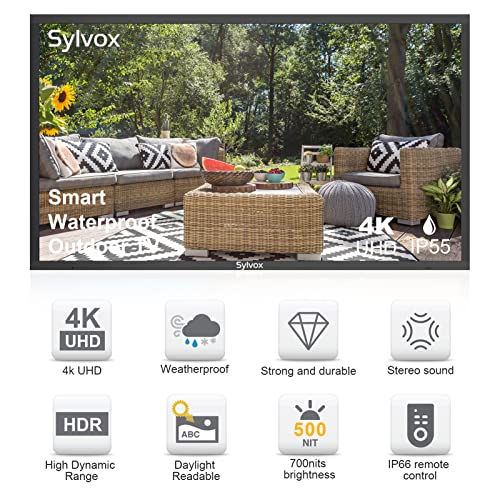 Sylvox
Smart
Waterproof
Outdoor TV
4K
UHD
IP55
Sylvox
4K
UHD
4k UHD
Weatherproof
Strong and durable
Stereo sound
HDR
ABC
500
NIT
High Dynamic
Range
Daylight
Readable
700nits
brightness
IP66 remote
control